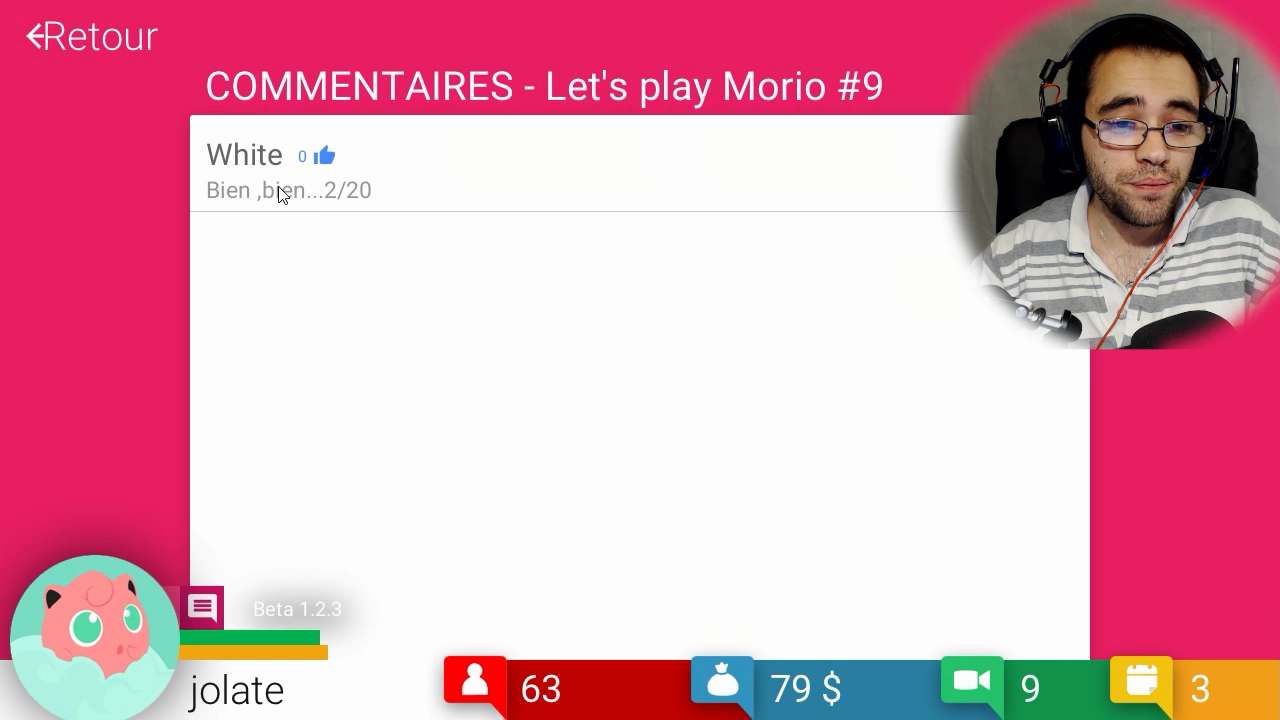 Retour
COMMENTAIRES - Let's play Morio #9
White 0
Bien ,bien...2/20
Beta 1.2.3
jolate
63
79 $
9
3